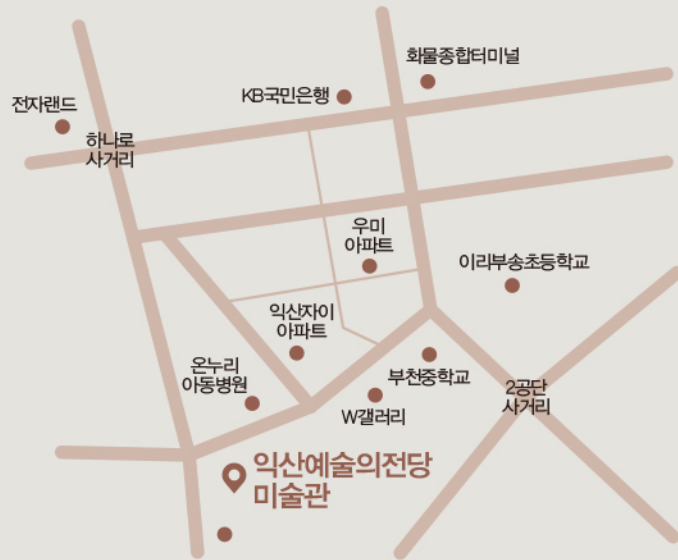 화물종합터미널
KB국민은행
전자랜드
하나로
사거리
우미
아파트
이리부송초등학교
익산자이
아파트
온누리
아동병원
부천중학교
2공단
사거리
W갤러리
익산예술의전당
미술관